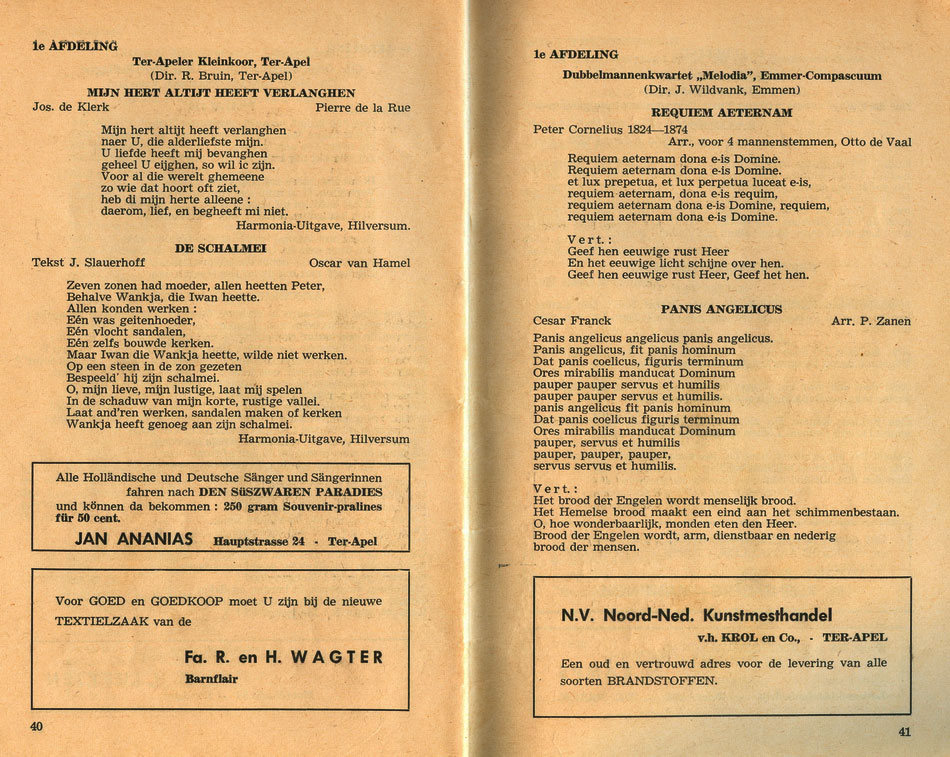 1e AFDELING
Ter-Apeler Kleinkoor, Ter-Apel
(Dir. R. Bruin, Ter-Apel)
MIJN HERT ALTIJT HEEFT VERLANGHEN
Jos. de Klerk Pierre de la Rue
Mijn hert altijt heeft verlanghen
naer U, die alderliefste mijn.
U liefde heeft mij bevanghen
geheel U eijghen, so wil ic zijn.
Voor al die werelt ghemeene
zo wie dat hoort oft ziet,
heb di mijn herte alleene :
daerom, lief, en begheeft mi niet.
Harmonia-Uitgave, Hilversum.
DE SCHALMEI
Tekst J. Slauerhoff Oscar van Hamel
Zeven zonen had moeder, allen heetten Peter,
Behalve Wankja, die Iwan heette.
Allen konden werken :
Eén was geitenhoeder,
Eén vlocht sandalen,
Eén zelfs bouwde kerken.
Maar Iwan die Wankja heette, wilde niet werken.
Op een steen in de zon gezeten
Bespeeld' hij zijn schalmei.
O, mijn lieve, mijn lustige, laat mij spelen
In de schaduw van mijn korte, rustige vallei.
Laat and'ren werken, sandalen maken of kerken
Wankja heeft genoeg aan zijn schalmei.
Harmonia-Uitgave, Hilversum
Alle Holländische und Deutsche Sänger und Sängerinnen
fahren nach DEN SüSZWAREN PARADIES
und können da bekommen : 250 gram Souvenir-pralines
für 50 cent.
JAN ANANIAS Hauptstrasse 24 - Ter-Apel
Voor GOED en GOEDKOOP moet U zijn bij de nieuwe
TEXTIELZAAK van de
Fa. R. en H. WAGTER
Barnflair
40
1e AFDELING
Dubbelmannenkwartet „Melodia”, Emmer-Compascuum
(Dir. J. Wildvank, Emmen)
REQUIEM AETERNAM
Peter Cornelius 1824—1874
Arr., voor 4 mannenstemmen, Otto de Vaal
Requiem aeternam dona e-is Domine.
Requiem aeternam dona e-is Domine.
et lux prepetua, et lux perpetua luceat e-is,
requiem aeternam, dona e-is requim,
requiem aeternam dona e-is Domine, requiem,
requiem aeternam dona e-is Domine.
Vert. :
Geef hen eeuwige rust Heer
En het eeuwige licht schijne over hen.
Geef hen eeuwige rust Heer, Geef het hen.
PANIS ANGELICUS
Cesar Franck Arr. P. Zanen
Panis angelicus angelicus panis angelicus.
Panis angelicus, fit panis hominum
Dat panis coelicus, figuris terminum
Ores mirabilis manducat Dominum
pauper pauper servus et humilis
pauper pauper servus et humilis.
panis angelicus fit panis hominum
Dat panis coelicus figuris terminum
Ores mirabilis manducat Dominum
pauper, servus et humilis
pauper, pauper, pauper,
servus servus et humilis.
Vert. :
Het brood der Engelen wordt menselijk brood.
Het Hemelse brood maakt een eind aan het schimmenbestaan.
O, hoe wonderbaarlijk, monden eten den Heer.
Brood der Engelen wordt, arm, dienstbaar en nederig
brood der mensen.
N.V. Noord-Ned. Kunstmesthandel
v.h. KROL en Co., - TER-APEL
Een oud en vertrouwd adres voor de levering van alle
soorten BRANDSTOFFEN.
41